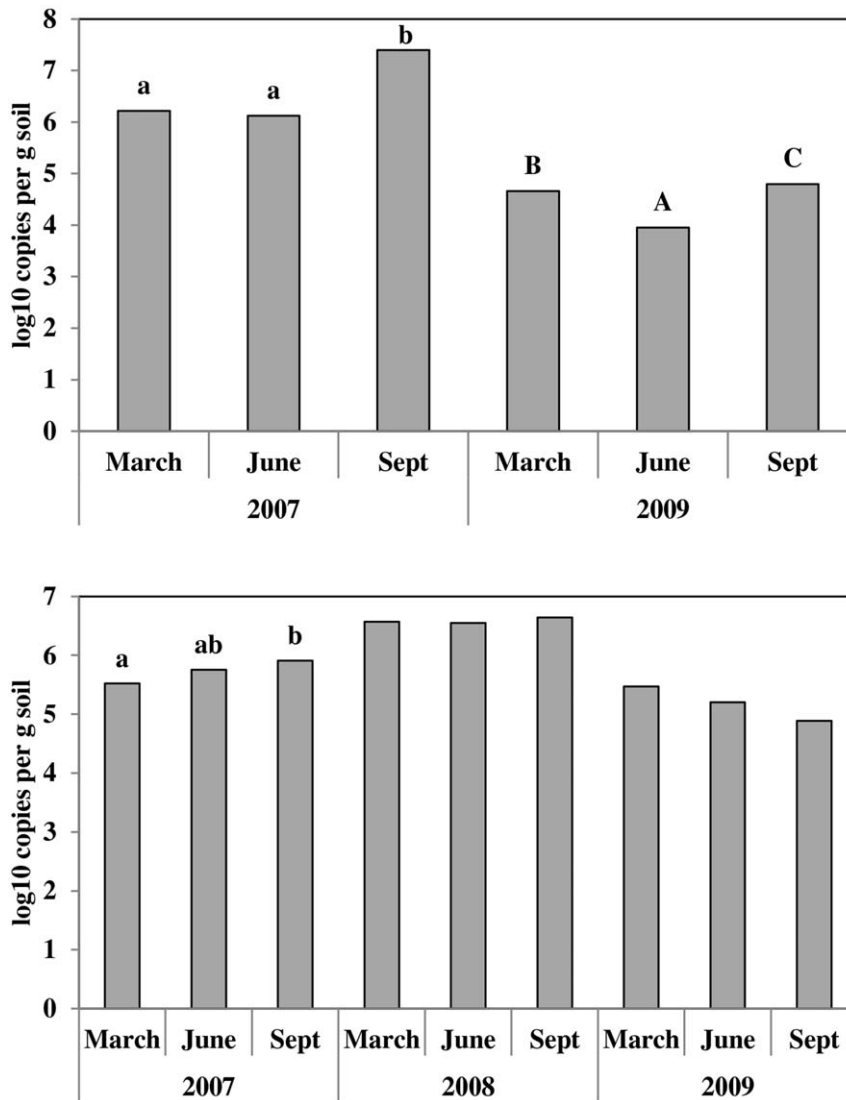 8
7
6
5
4
3
2
1
0
log10 copies per g soil
a
a
b
B
A
C
March June Sept March June Sept
2007 2009
7
6
5
4
3
2
1
0
log10 copies per g soil
a
ab
b
March June Sept March June Sept March June Sept
2007 2008 2009